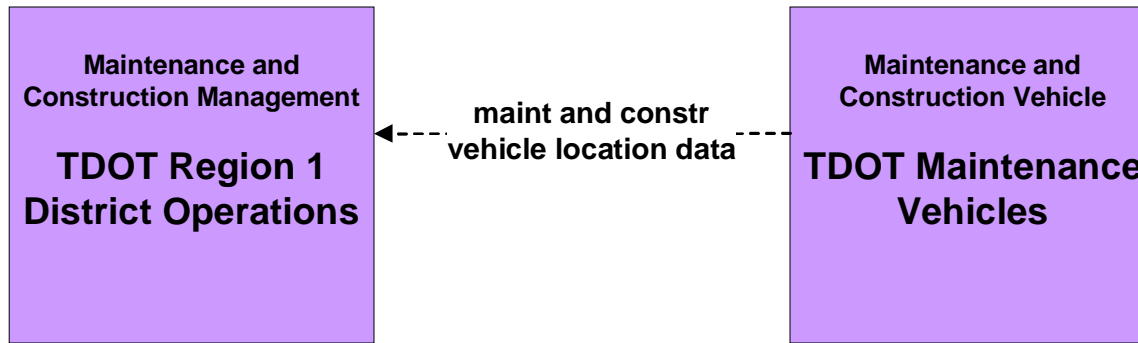 Maintenance and
Construction Management
TDOT Region 1
District Operations
maint and constr
vehicle location data
Maintenance and
Construction Vehicle
TDOT Maintenance
Vehicles